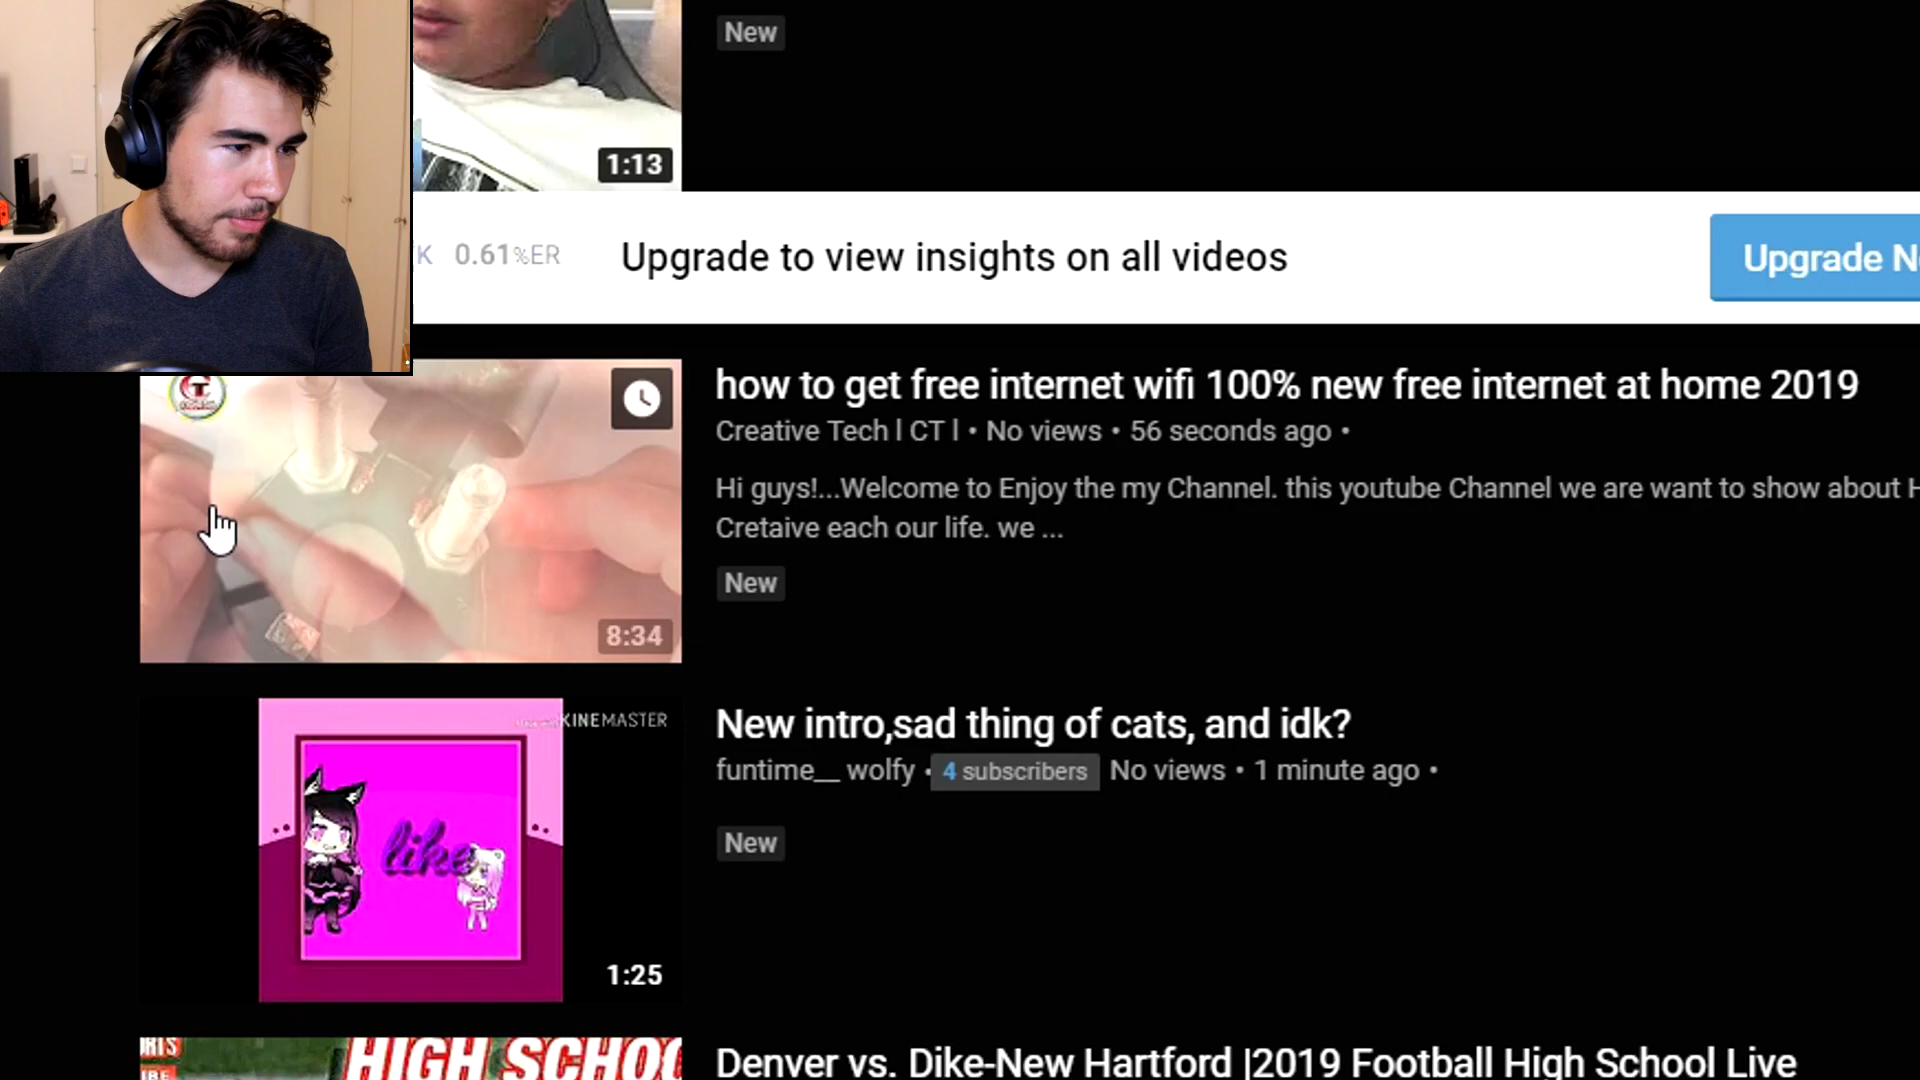 New
1:13
K 0.61%ER
Upgrade to view insights on all videos
Upgrade N
how to get free internet wifi 100% new free internet at home 2019
Creative Tech l CT l • No views • 56 seconds ago •
Hi guys!...Welcome to Enjoy the my Channel. this youtube Channel we are want to show about H
Cretaive each our life. we ...
New
8:34
KINEMASTER
like
1:25
New intro,sad thing of cats, and idk?
funtime__ wolfy • 4 subscribers No views • 1 minute ago •
New
HIGH SCHOO
Denver vs. Dike-New Hartford |2019 Football High School Live